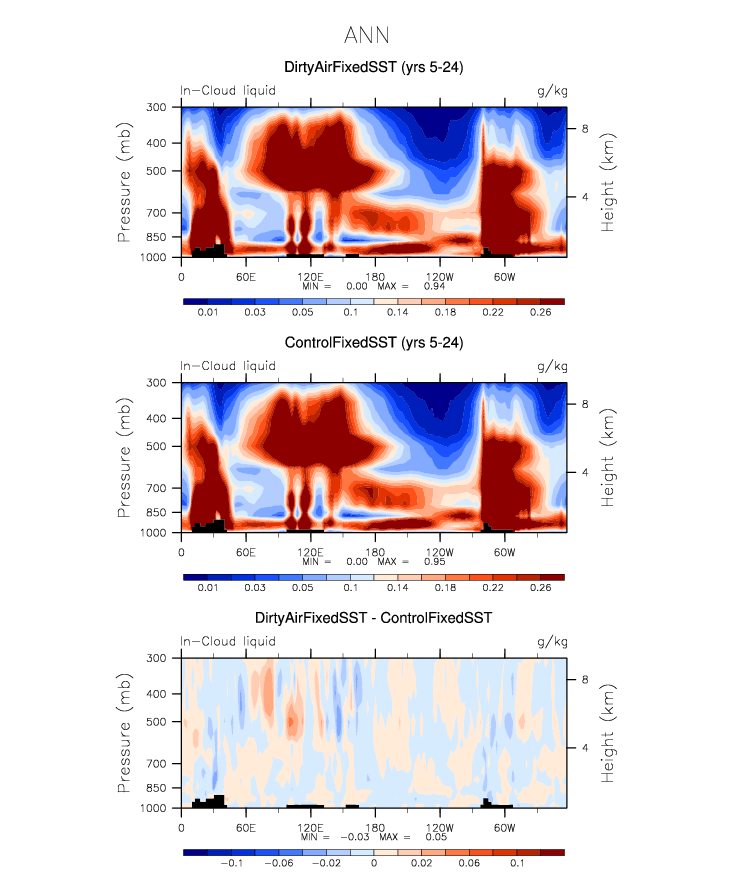 ANN
DirtyAirFixedSST (yrs 5-24)
In-Cloud liquid g/kg
Pressure (mb)
300
400
500
700
850
1000
8
4
Height (km)
0 60E 120E 180 120W 60W
MIN = 0.00 MAX = 0.94
0.01 0.03 0.05 0.1 0.14 0.18 0.22 0.26
ControlFixedSST (yrs 5-24)
In-Cloud liquid g/kg
Pressure (mb)
300
400
500
700
850
1000
8
4
Height (km)
0 60E 120E 180 120W 60W
MIN = 0.00 MAX = 0.95
0.01 0.03 0.05 0.1 0.14 0.18 0.22 0.26
DirtyAirFixedSST - ControlFixedSST
In-Cloud liquid g/kg
Pressure (mb)
300
400
500
700
850
1000
8
4
Height (km)
0 60E 120E 180 120W 60W
MIN = -0.03 MAX = 0.05
-0.1 -0.06 -0.02 0 0.02 0.06 0.1